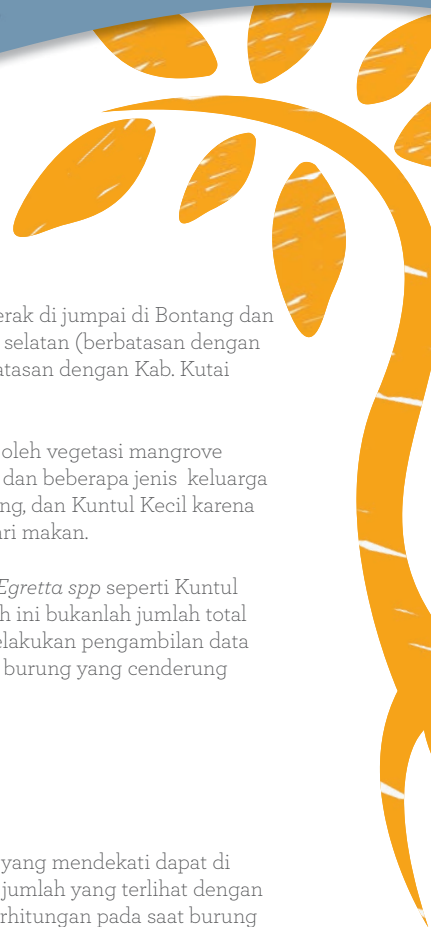 erak di jumpai di Bontang dan
selatan (berbatasan dengan
atasan dengan Kab. Kutai
oleh vegetasi mangrove
dan beberapa jenis keluarga
ng, dan Kuntul Kecil karena
ari makan.
Egretta spp seperti Kuntul
h ini bukanlah jumlah total
elakukan pengambilan data
burung yang cenderung
yang mendekati dapat di
jumlah yang terlihat dengan
rhitungan pada saat burung